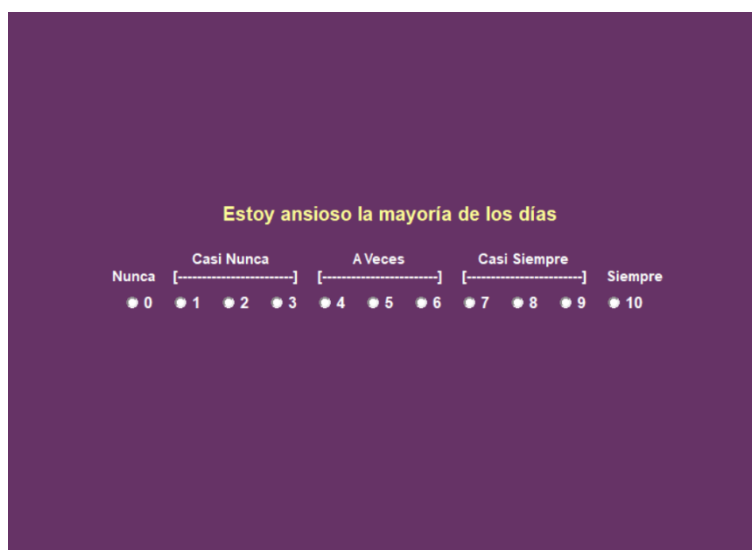 Estoy ansioso la mayoría de los días
Casi Nunca A Veces Casi Siempre
Nunca [------------------------] [------------------------] [------------------------] Siempre
0 1 2 3 4 5 6 7 8 9 10